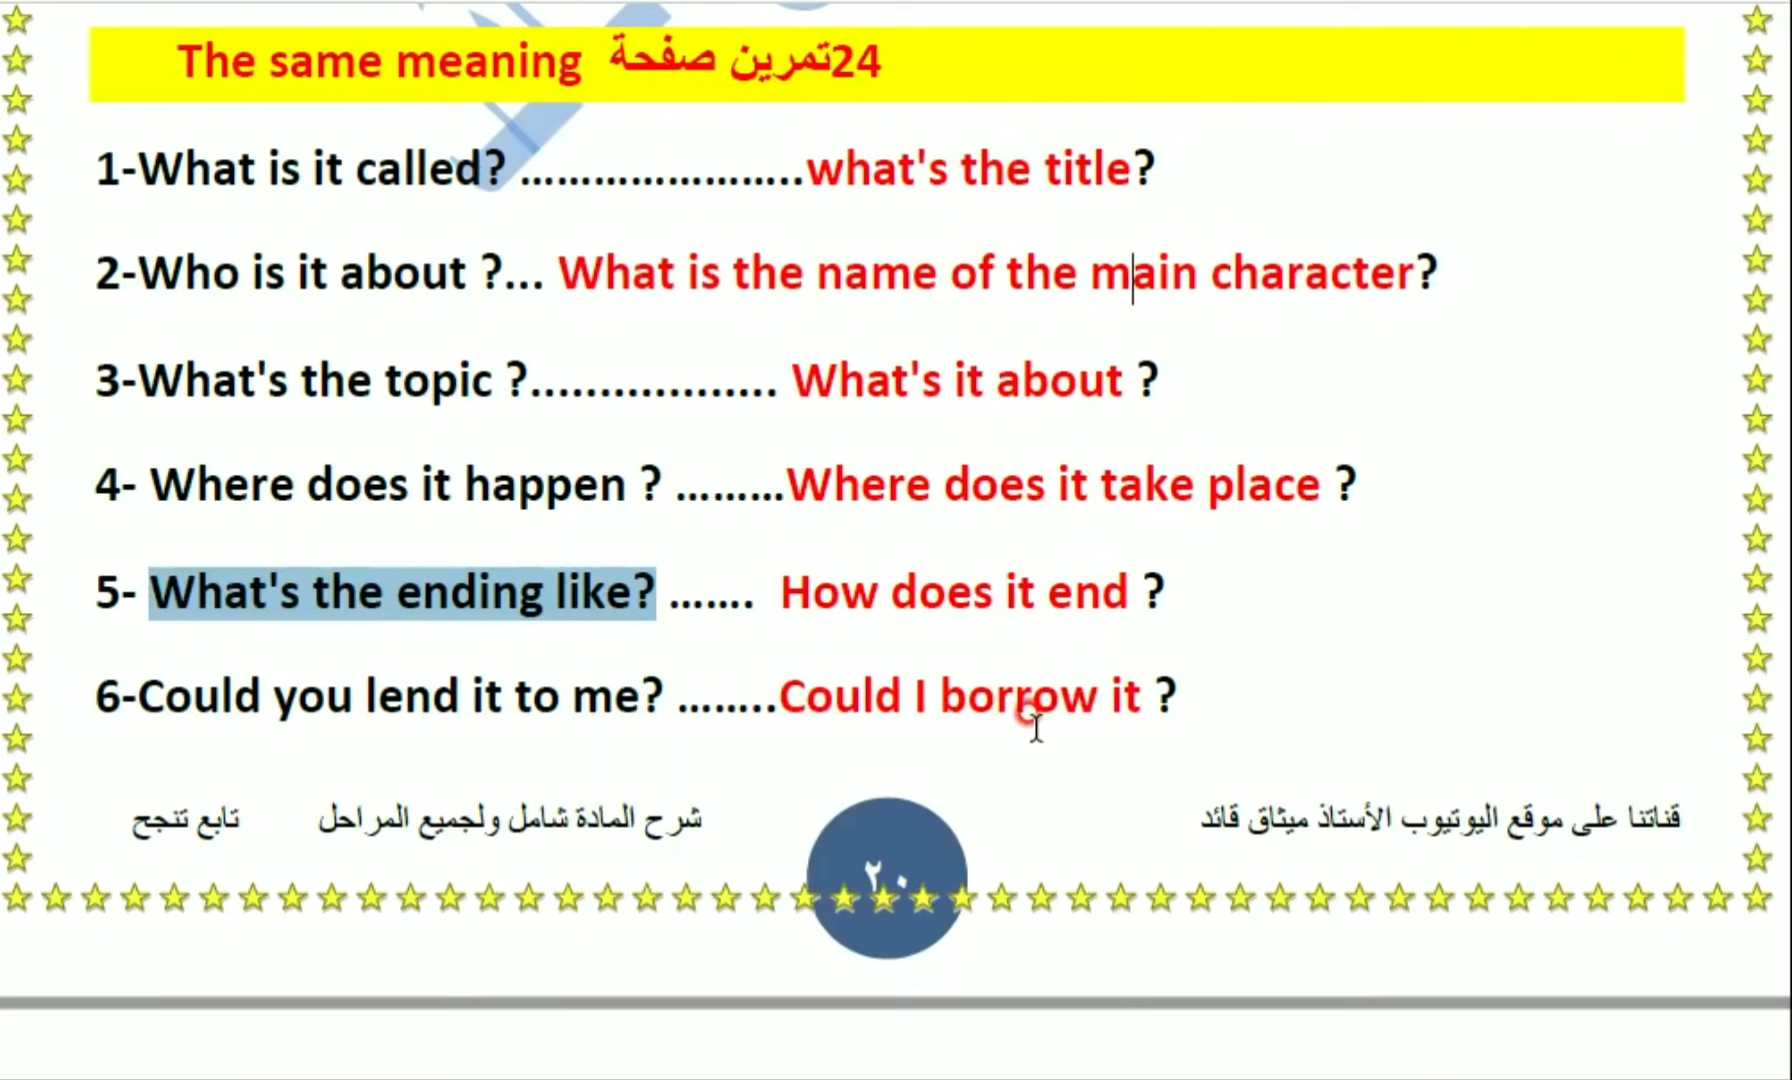 The same meaning تمرين صفحة 24
1-What is it called? ........................what's the title?
2-Who is it about ?... What is the name of the main character?
3-What's the topic ?.................. What's it about ?
4- Where does it happen ? .........Where does it take place ?
5- What's the ending like? ....... How does it end ?
6-Could you lend it to me? ........Could I borrow it ?
قناتنا على موقع اليوتيوب الأستاذ ميثاق قائد شرح المادة شامل ولجميع المراحل تابع تنجح
٢٠